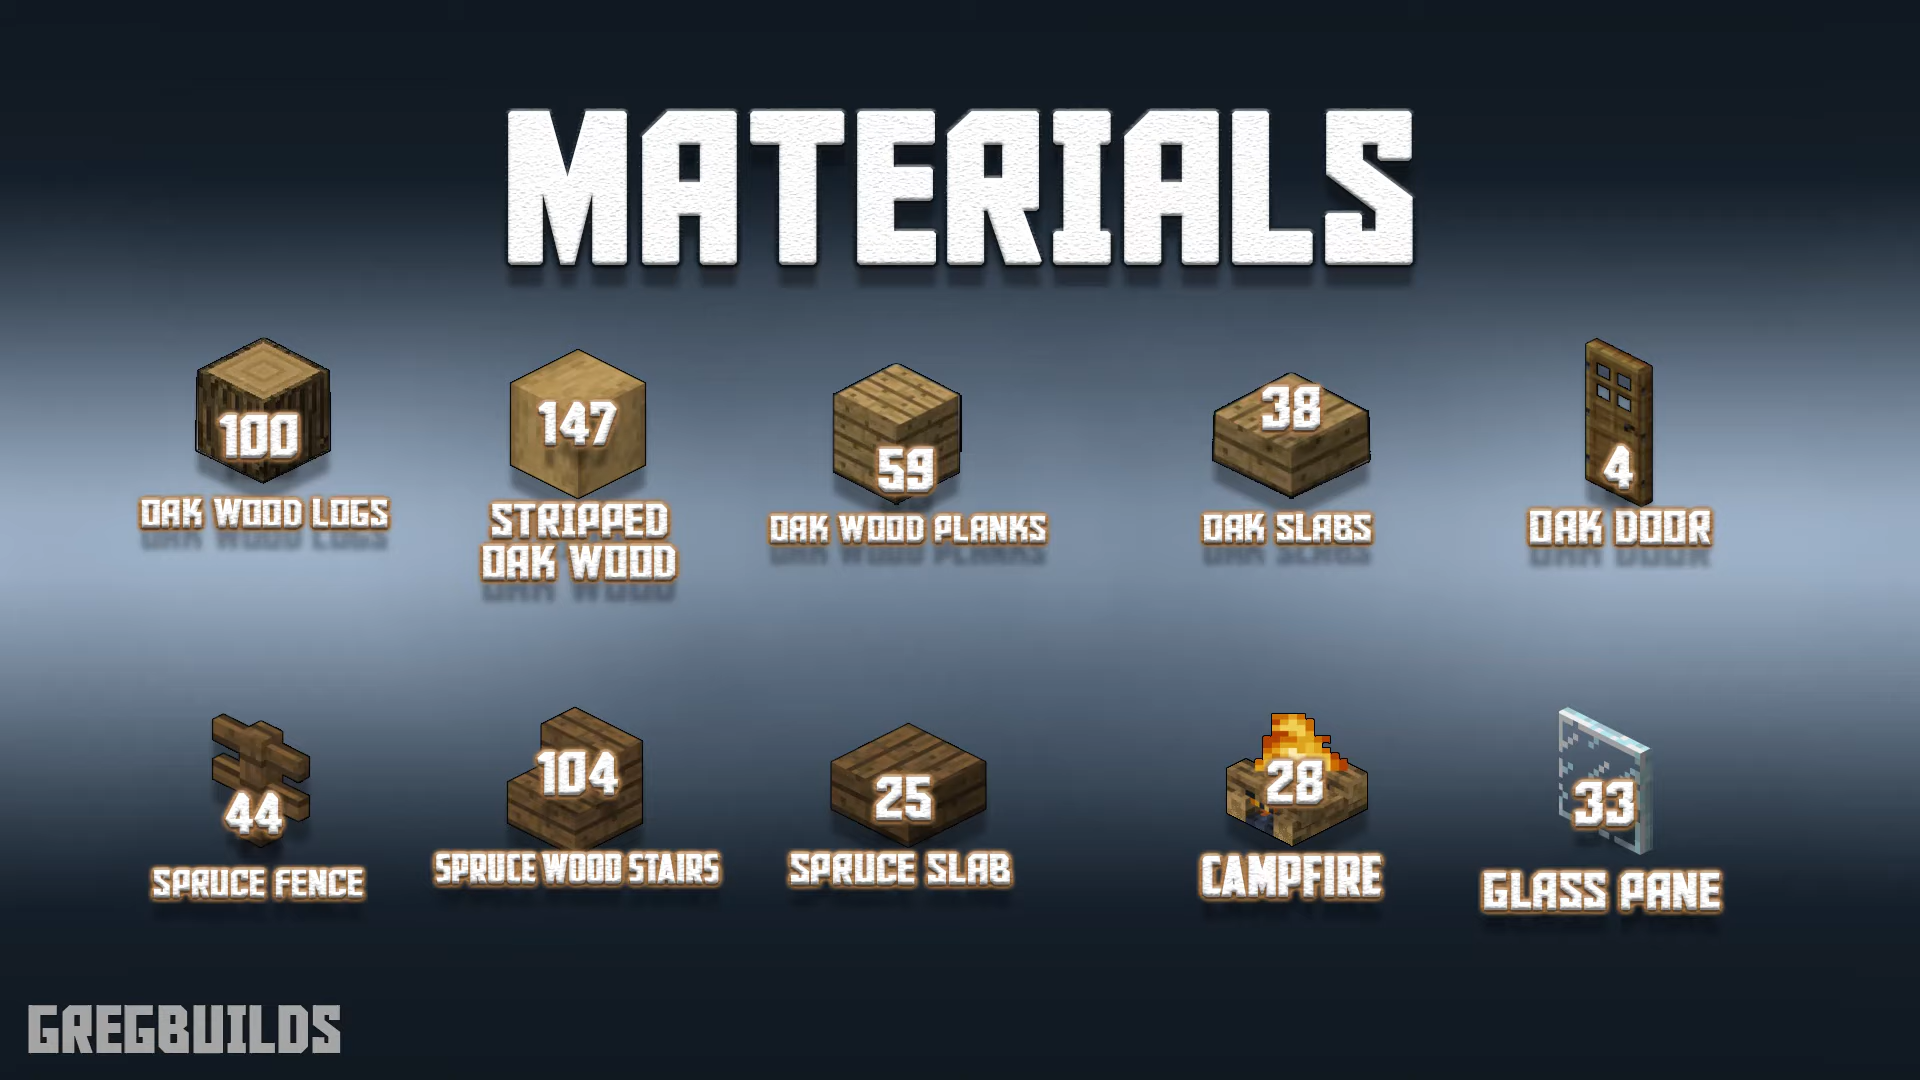 MATERIALS
100
OAK WOOD LOGS
147
STRIPPED
OAK WOOD
59
OAK WOOD PLANKS
38
OAK SLABS
4
OAK DOOR
44
SPRUCE FENCE
104
SPRUCE WOOD STAIRS
25
SPRUCE SLAB
28
CAMPFIRE
33
GLASS PANE
GREGBUILDS